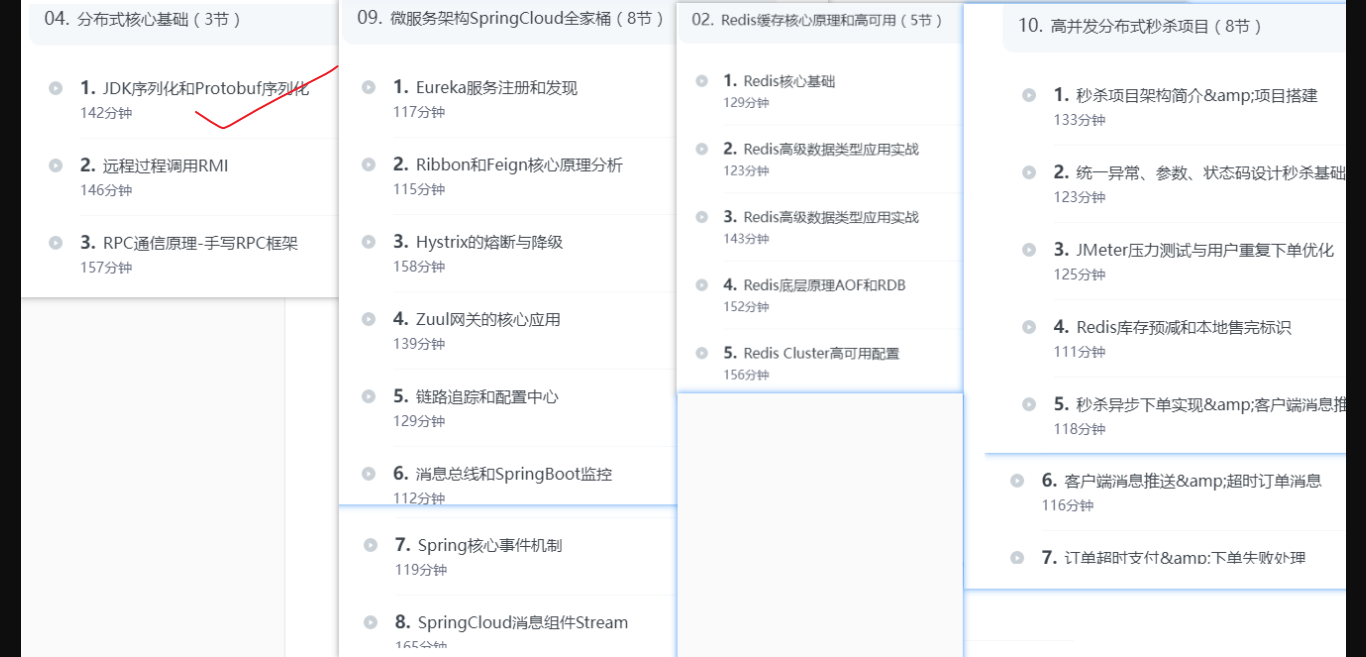 04. 分布式核心基础（3节）
1. JDK序列化和Protobuf序列化
142分钟
2. 远程过程调用RMI
146分钟
3. RPC通信原理-手写RPC框架
157分钟
09. 微服务架构SpringCloud全家桶（8节）
1. Eureka服务注册和发现
117分钟
2. Ribbon和Feign核心原理分析
115分钟
3. Hystrix的熔断与降级
158分钟
4. Zuul网关的核心应用
139分钟
5. 链路追踪和配置中心
129分钟
6. 消息总线和SpringBoot监控
112分钟
7. Spring核心事件机制
119分钟
8. SpringCloud消息组件Stream
165分钟
02. Redis缓存核心原理和高可用（5节）
1. Redis核心基础
129分钟
2. Redis高级数据类型应用实战
123分钟
3. Redis高级数据类型应用实战
143分钟
4. Redis底层原理AOF和RDB
152分钟
5. Redis Cluster高可用配置
156分钟
10. 高并发分布式秒杀项目（8节）
1. 秒杀项目架构简介&amp;项目搭建
133分钟
2. 统一异常、参数、状态码设计秒杀基础
123分钟
3. JMeter压力测试与用户重复下单优化
125分钟
4. Redis库存预减和本地售完标识
111分钟
5. 秒杀异步下单实现&amp;客户端消息推
118分钟
6. 客户端消息推送&amp;超时订单消息
116分钟
7. 订单超时支付&amp;下单失败处理